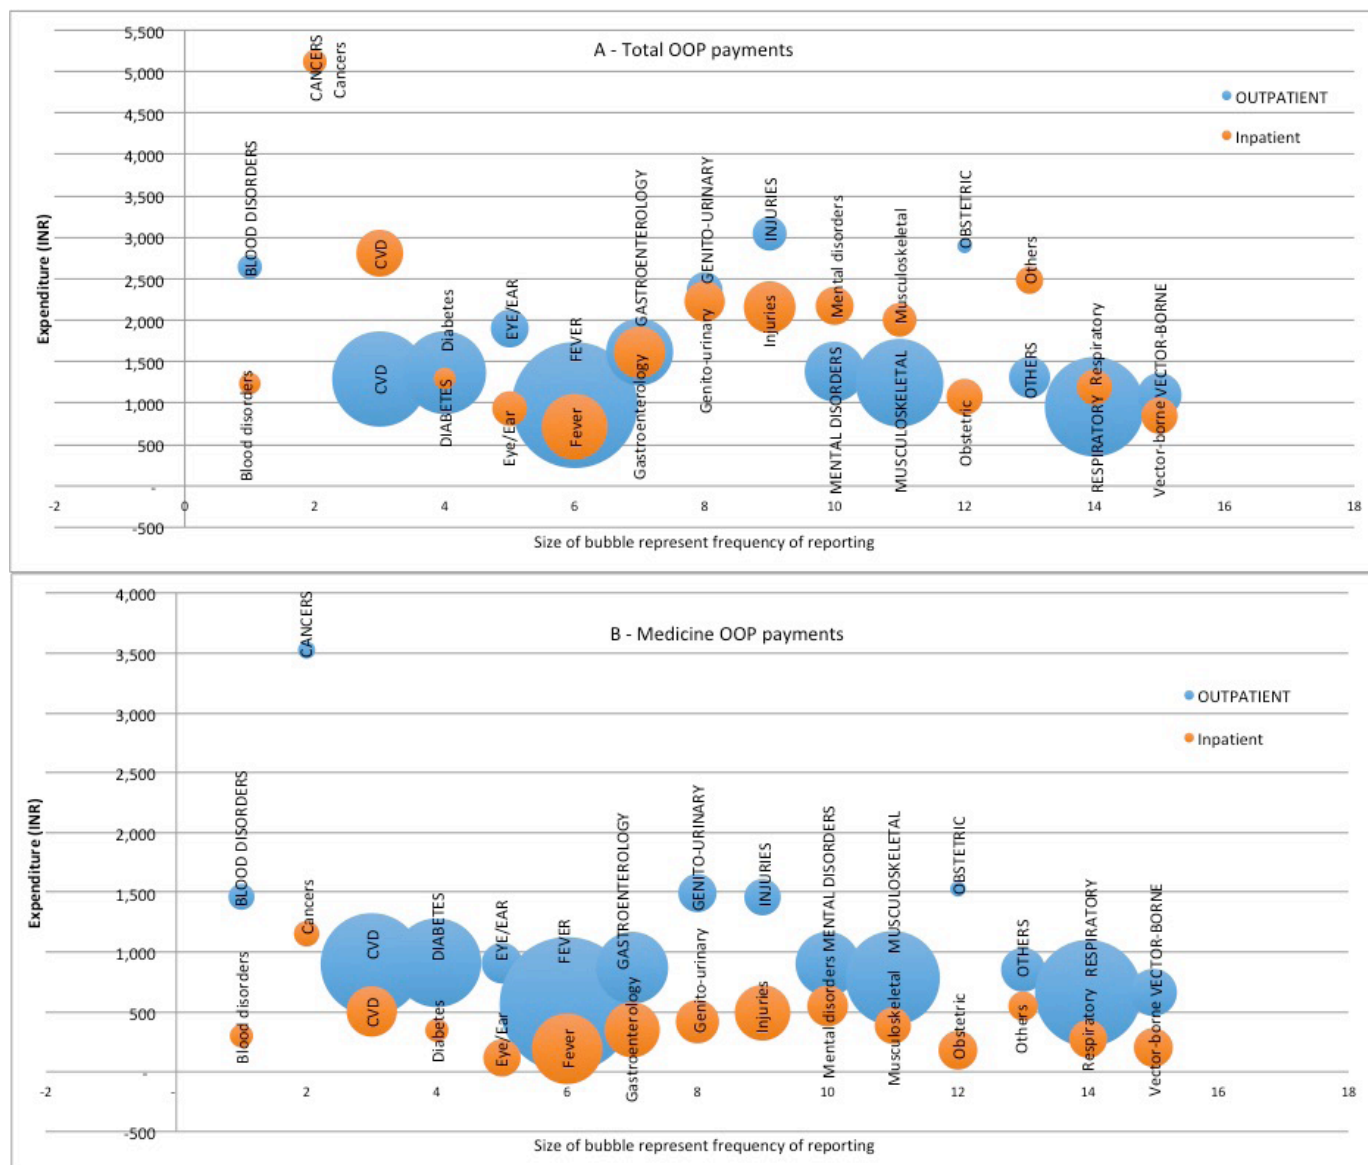 A - Total OOP payments
OUTPATIENT
Inpatient
Expenditure (INR)
5,500
5,000
4,500
4,000
3,500
3,000
2,500
2,000
1,500
1,000
500
-
-500
-2
0
2
4
6
8
10
12
14
16
18
BLOOD DISORDERS
Blood disorders
CANCERS
Cancers
CVD
CVD
Diabetes
DIABETES
EYE/EAR
Eye/Ear
FEVER
Fever
GASTROENTEROLOGY
Gastroenterology
GENITO-URINARY
Genito-urinary
INJURIES
Injuries
Mental disorders
MENTAL DISORDERS
Musculoskeletal
MUSCULOSKELETAL
OBSTETRIC
Obstetric
Others
OTHERS
Respiratory
RESPIRATORY
VECTOR-BORNE
Vector-borne
Size of bubble represent frequency of reporting
B - Medicine OOP payments
OUTPATIENT
Inpatient
Expenditure (INR)
4,000
3,500
3,000
2,500
2,000
1,500
1,000
500
-
-500
-2
-
2
4
6
8
10
12
14
16
18
BLOOD DISORDERS
Blood disorders
CANCERS
Cancers
CVD
CVD
DIABETES
Diabetes
EYE/EAR
Eye/Ear
FEVER
Fever
GASTROENTEROLOGY
Gastroenterology
GENITO-URINARY
Genito-urinary
INJURIES
Injuries
MENTAL DISORDERS
Mental disorders
MUSCULOSKELETAL
Musculoskeletal
OBSTETRIC
Obstetric
OTHERS
Others
RESPIRATORY
Respiratory
VECTOR-BORNE
Vector-borne
Size of bubble represent frequency of reporting